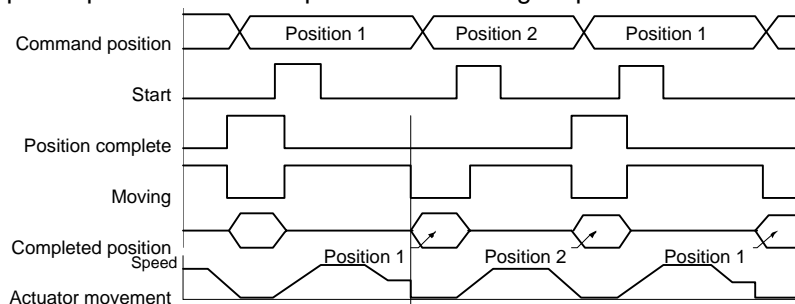 Command position
Position 1
Position 2
Position 1
Start
Position complete
Moving
Completed position
Speed
Position 1
Position 2
Position 1
Actuator movement